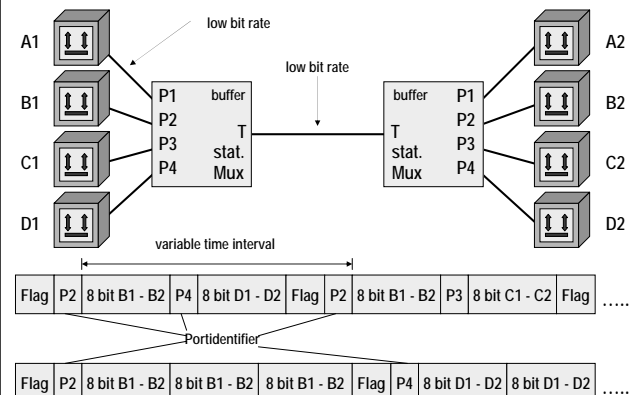 low bit rate
A1
A2
low bit rate
B1
P1
buffer
buffer
P1
B2
P2
P2
T
T
C1
P3
stat.
stat.
P3
C2
P4
Mux
Mux
P4
D1
D2
variable time interval
Flag P2 8 bit B1 - B2 P4 8 bit D1 - D2 Flag P2 8 bit B1 - B2 P3 8 bit C1 - C2 Flag .....
Portidentifier
Flag P2 8 bit B1 - B2 8 bit B1 - B2 8 bit B1 - B2 Flag P4 8 bit D1 - D2 8 bit D1 - D2 .....